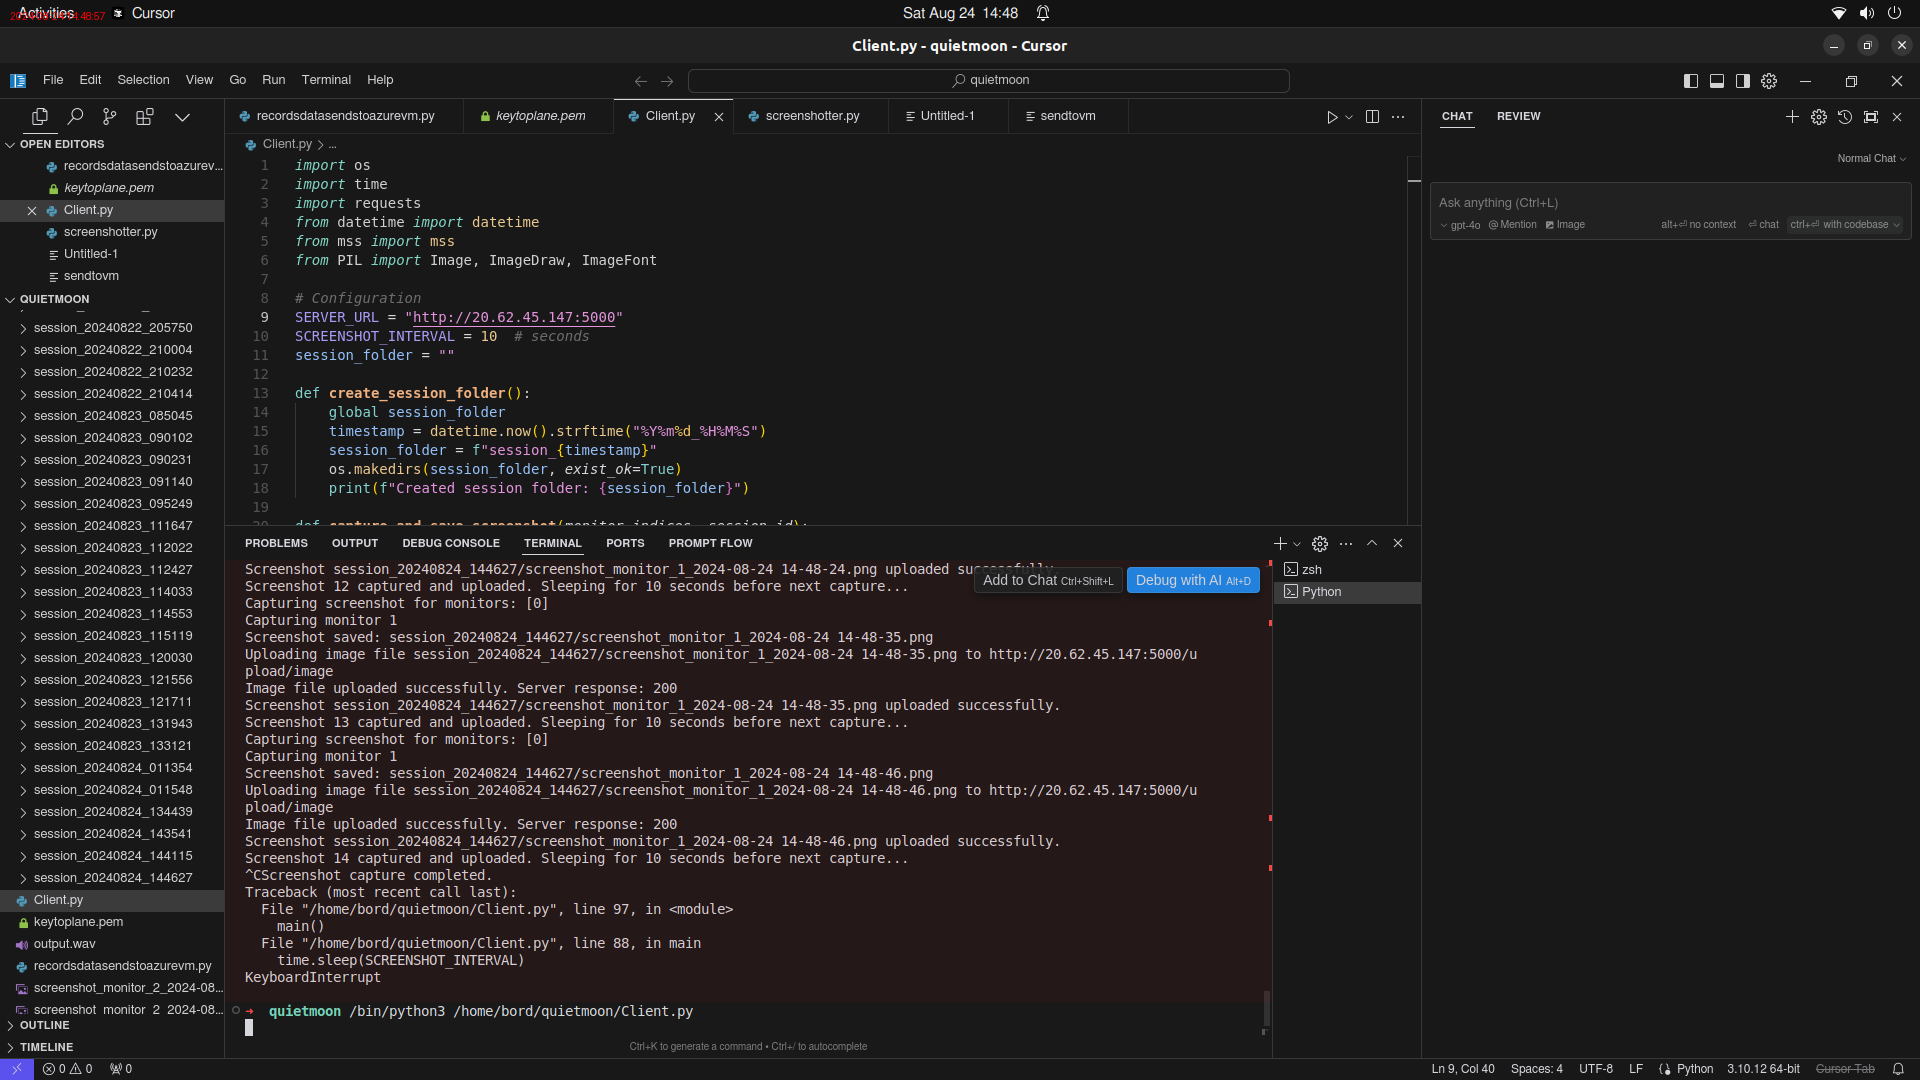 Activities
Cursor
Sat Aug 24 14:48
Client.py - quietmoon - Cursor
File Edit Selection View Go Run Terminal Help
quietmoon
recordsdatasendstoazurevm.py keytoplane.pem Client.py screenshotter.py Untitled-1 sendtovm
CHAT REVIEW
Normal Chat
Ask anything (Ctrl+L)
gpt-4o @ Mention Image alt+⏎ no context ⏎ chat ctrl+⏎ with codebase
OPEN EDITORS
recordsdatasendstoazurev...
keytoplane.pem
Client.py
screenshotter.py
Untitled-1
sendtovm
QUIETMOON
session_20240822_205750
session_20240822_210004
session_20240822_210232
session_20240822_210414
session_20240823_085045
session_20240823_090102
session_20240823_090231
session_20240823_091140
session_20240823_095249
session_20240823_111647
session_20240823_112022
session_20240823_112427
session_20240823_114033
session_20240823_114553
session_20240823_115119
session_20240823_120030
session_20240823_121556
session_20240823_121711
session_20240823_131943
session_20240823_133121
session_20240824_011354
session_20240824_011548
session_20240824_134439
session_20240824_143541
session_20240824_144115
session_20240824_144627
Client.py
keytoplane.pem
output.wav
recordsdatasendstoazurevm.py
screenshot_monitor_2_2024-08...
screenshot_monitor_2_2024-08...
OUTLINE
TIMELINE
Client.py > ...
1 import os
2 import time
3 import requests
4 from datetime import datetime
5 from mss import mss
6 from PIL import Image, ImageDraw, ImageFont
7
8 # Configuration
9 SERVER_URL = "http://20.62.45.147:5000"
10 SCREENSHOT_INTERVAL = 10  # seconds
11 session_folder = ""
12
13 def create_session_folder():
14     global session_folder
15     timestamp = datetime.now().strftime("%Y%m%d_%H%M%S")
16     session_folder = f"session_{timestamp}"
17     os.makedirs(session_folder, exist_ok=True)
18     print(f"Created session folder: {session_folder}")
19
20 def capture_and_save_screenshot(monitor_indices, session_id):
PROBLEMS OUTPUT DEBUG CONSOLE TERMINAL PORTS PROMPT FLOW
Add to Chat Ctrl+Shift+L Debug with AI Alt+D
zsh
Python
Screenshot session_20240824_144627/screenshot_monitor_1_2024-08-24 14-48-24.png uploaded successfully.
Screenshot 12 captured and uploaded. Sleeping for 10 seconds before next capture...
Capturing screenshot for monitors: [0]
Capturing monitor 1
Screenshot saved: session_20240824_144627/screenshot_monitor_1_2024-08-24 14-48-35.png
Uploading image file session_20240824_144627/screenshot_monitor_1_2024-08-24 14-48-35.png to http://20.62.45.147:5000/u
pload/image
Image file uploaded successfully. Server response: 200
Screenshot session_20240824_144627/screenshot_monitor_1_2024-08-24 14-48-35.png uploaded successfully.
Screenshot 13 captured and uploaded. Sleeping for 10 seconds before next capture...
Capturing screenshot for monitors: [0]
Capturing monitor 1
Screenshot saved: session_20240824_144627/screenshot_monitor_1_2024-08-24 14-48-46.png
Uploading image file session_20240824_144627/screenshot_monitor_1_2024-08-24 14-48-46.png to http://20.62.45.147:5000/u
pload/image
Image file uploaded successfully. Server response: 200
Screenshot session_20240824_144627/screenshot_monitor_1_2024-08-24 14-48-46.png uploaded successfully.
Screenshot 14 captured and uploaded. Sleeping for 10 seconds before next capture...
^CScreenshot capture completed.
Traceback (most recent call last):
  File "/home/bord/quietmoon/Client.py", line 97, in <module>
    main()
  File "/home/bord/quietmoon/Client.py", line 88, in main
    time.sleep(SCREENSHOT_INTERVAL)
KeyboardInterrupt
➜ quietmoon /bin/python3 /home/bord/quietmoon/Client.py
Ctrl+K to generate a command • Ctrl+/ to autocomplete
0 0 0
Ln 9, Col 40 Spaces: 4 UTF-8 LF Python 3.10.12 64-bit Cursor Tab